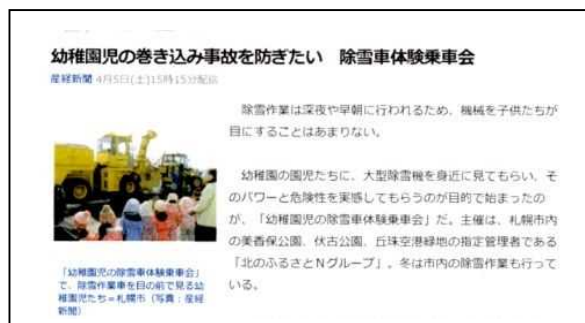 幼稚園児の巻き込み事故を防ぎたい　除雪車体験乗車会
産経新聞 4月5日(土)15時15分配信
除雪作業は深夜や早朝に行われるため、機械を子供たちが
目にすることはあまりない。
幼稚園の園児たちに、大型除雪機を身近に見てもらい、そ
のパワーと危険性を実感してもらうのが目的で始まったの
が、「幼稚園児の除雪車体験乗車会」だ。主催は、札幌市内
の美香保公園、伏古公園、丘珠空港緑地の指定管理者である
「北のふるさとNグループ」。冬は市内の除雪作業も行って
いる。
「幼稚園児の除雪車体験乗車会」
で、除雪作業車を目の前で見る幼
稚園児たち＝札幌市（写真：産経
新聞）